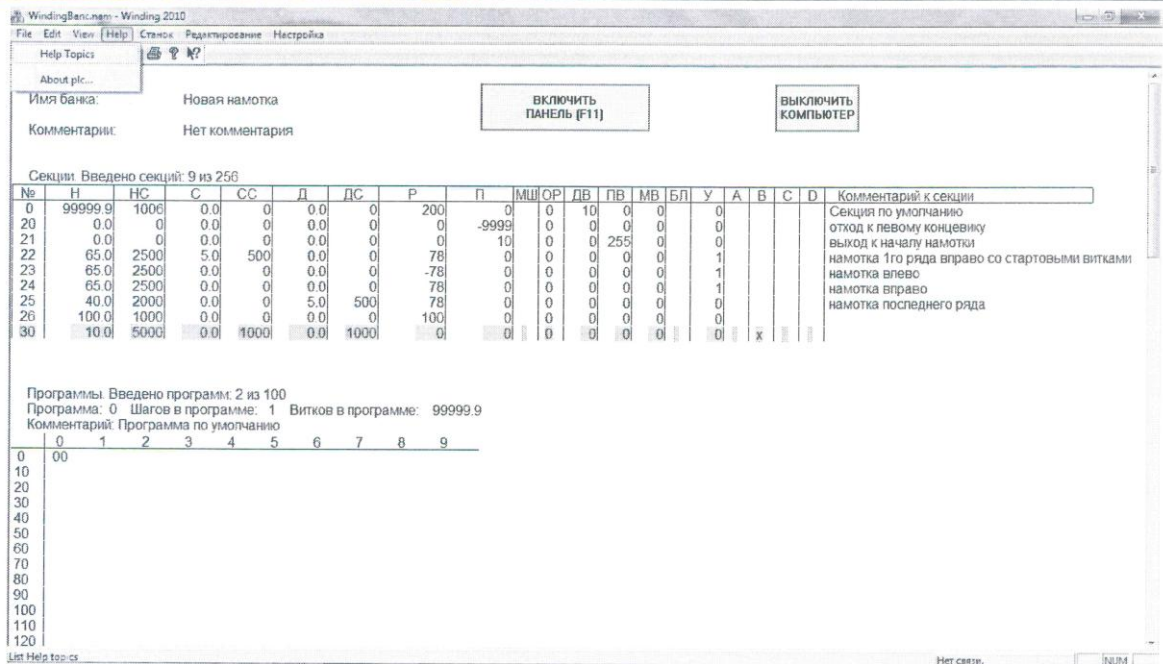 WindingBanc.nam - Winding 2010
File Edit View Help Станок Редактирование Настройка
Help Topics
About plc...
Имя банка: Новая намотка
ВКЛЮЧИТЬ ПАНЕЛЬ (F11)
ВЫКЛЮЧИТЬ КОМПЬЮТЕР
Комментарии: Нет комментария
Секции. Введено секций: 9 из 256
№ Н НС С СС Д ДС Р П МШ ОР ДВ ПВ МВ БЛ У A B C D Комментарий к секции
0 99999.9 1006 0.0 0 0.0 0 200 0 0 10 0 0 0 Секция по умолчанию
20 0.0 0 0.0 0 0.0 0 0 -9999 0 0 0 0 0 отход к левому концевику
21 0.0 0 0.0 0 0.0 0 0 10 0 0 255 0 0 выход к началу намотки
22 65.0 2500 5.0 500 0.0 0 78 0 0 0 0 0 1 намотка 1го ряда вправо со стартовыми витками
23 65.0 2500 0.0 0 0.0 0 -78 0 0 0 0 0 1 намотка влево
24 65.0 2500 0.0 0 0.0 0 78 0 0 0 0 0 1 намотка вправо
25 40.0 2000 0.0 0 5.0 500 78 0 0 0 0 0 0 намотка последнего ряда
26 100.0 1000 0.0 0 0.0 0 100 0 0 0 0 0 0
30 10.0 5000 0.0 1000 0.0 1000 0 0 0 0 0 0 0 x
Программы. Введено программ: 2 из 100
Программа: 0 Шагов в программе: 1 Витков в программе: 99999.9
Комментарий: Программа по умолчанию
0 1 2 3 4 5 6 7 8 9
0 00
10
20
30
40
50
60
70
80
90
100
110
120
List Help topics
Нет связи.
NUM